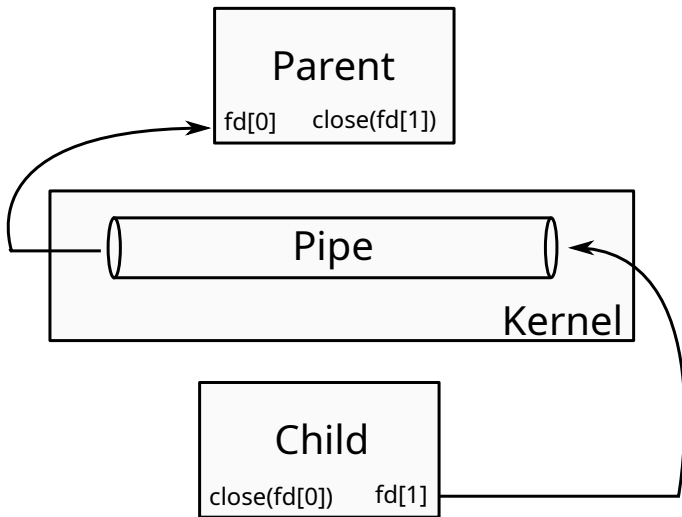 Parent
fd[0] close(fd[1])
Pipe
Kernel
Child
close(fd[0]) fd[1]